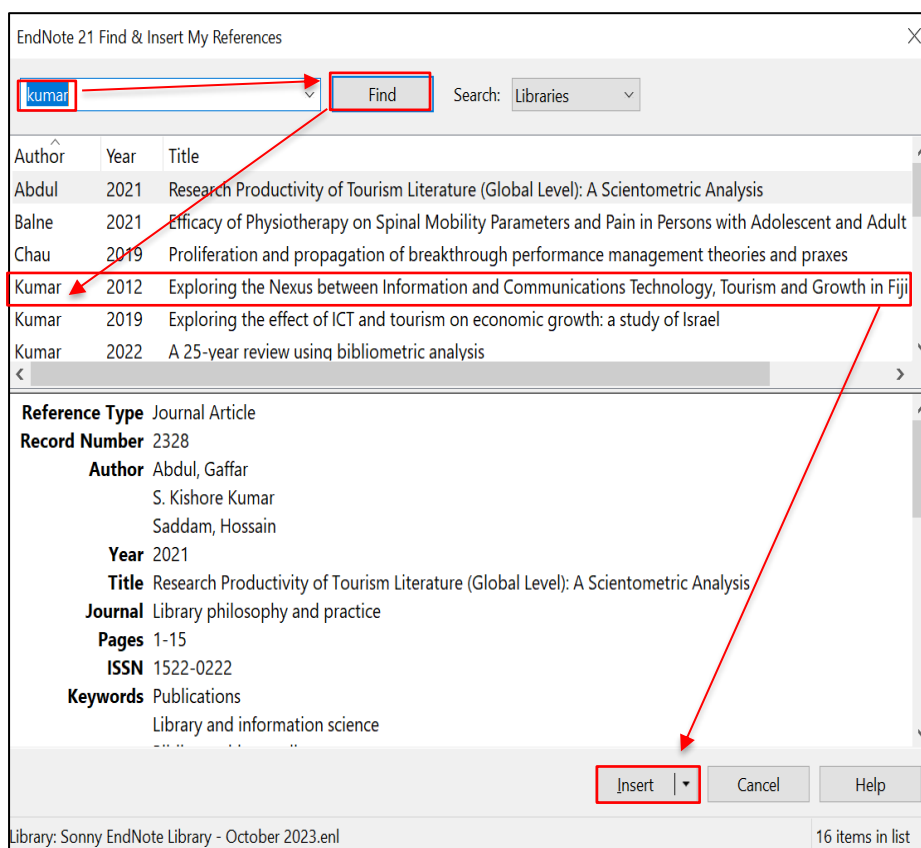 EndNote 21 Find & Insert My References
kumar Find Search: Libraries
Author Year Title
Abdul 2021 Research Productivity of Tourism Literature (Global Level): A Scientometric Analysis
Balne 2021 Efficacy of Physiotherapy on Spinal Mobility Parameters and Pain in Persons with Adolescent and Adult
Chau 2019 Proliferation and propagation of breakthrough performance management theories and praxes
Kumar 2012 Exploring the Nexus between Information and Communications Technology, Tourism and Growth in Fiji
Kumar 2019 Exploring the effect of ICT and tourism on economic growth: a study of Israel
Kumar 2022 A 25-year review using bibliometric analysis
Reference Type Journal Article
Record Number 2328
Author Abdul, Gaffar
S. Kishore Kumar
Saddam, Hossain
Year 2021
Title Research Productivity of Tourism Literature (Global Level): A Scientometric Analysis
Journal Library philosophy and practice
Pages 1-15
ISSN 1522-0222
Keywords Publications
Library and information science
Insert Cancel Help
Library: Sonny EndNote Library - October 2023.enl 16 items in list